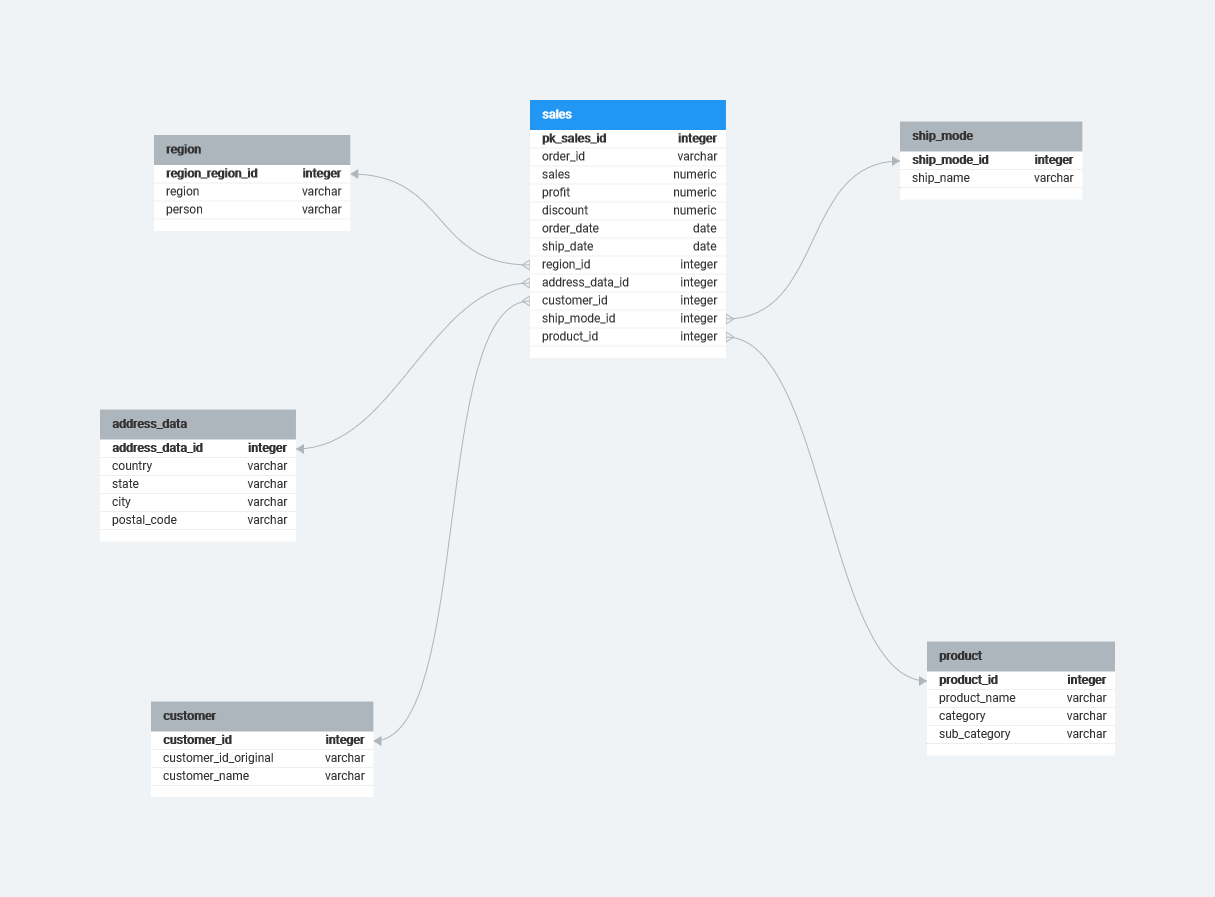 sales
pk_sales_id integer
order_id varchar
sales numeric
profit numeric
discount numeric
order_date date
ship_date date
region_id integer
address_data_id integer
customer_id integer
ship_mode_id integer
product_id integer
region
region_region_id integer
region varchar
person varchar
ship_mode
ship_mode_id integer
ship_name varchar
address_data
address_data_id integer
country varchar
state varchar
city varchar
postal_code varchar
customer
customer_id integer
customer_id_original varchar
customer_name varchar
product
product_id integer
product_name varchar
category varchar
sub_category varchar